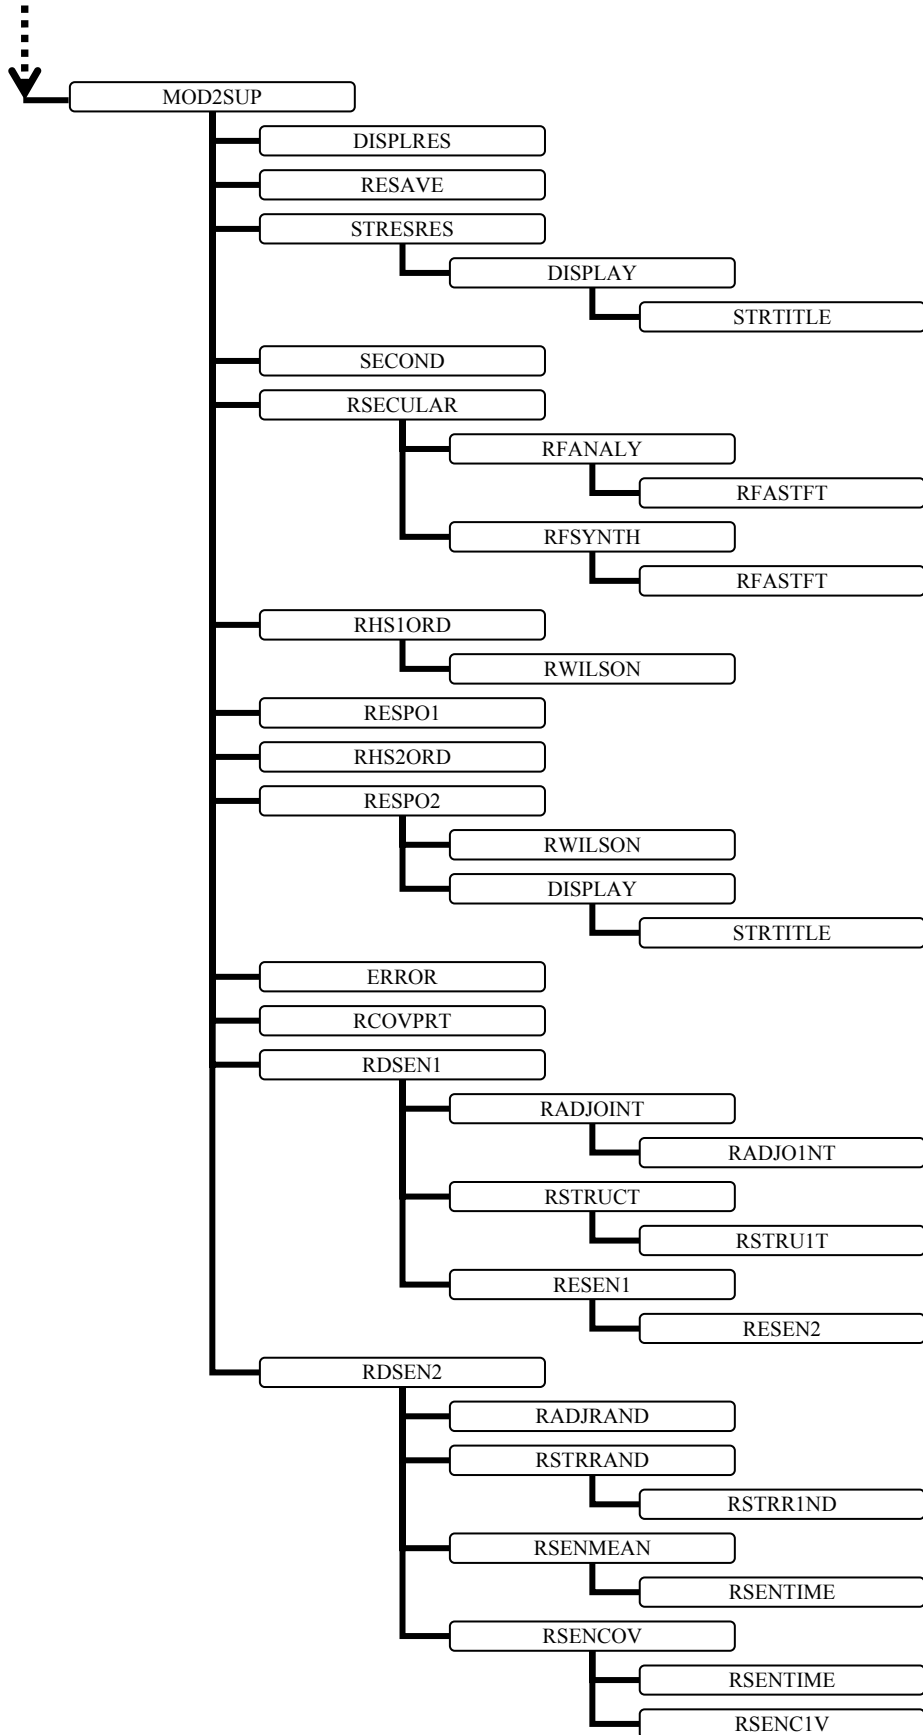 MOD2SUP
DISPLRES
RESAVE
STRESRES
DISPLAY
STRTITLE
SECOND
RSECULAR
RFANALY
RFASTFT
RFSYNTH
RFASTFT
RHS1ORD
RWILSON
RESPO1
RHS2ORD
RESPO2
RWILSON
DISPLAY
STRTITLE
ERROR
RCOVPRT
RDSEN1
RADJOINT
RADJO1NT
RSTRUCT
RSTRU1T
RESEN1
RESEN2
RDSEN2
RADJRAND
RSTRRAND
RSTRR1ND
RSENMEAN
RSENTIME
RSENCOV
RSENTIME
RSENC1V